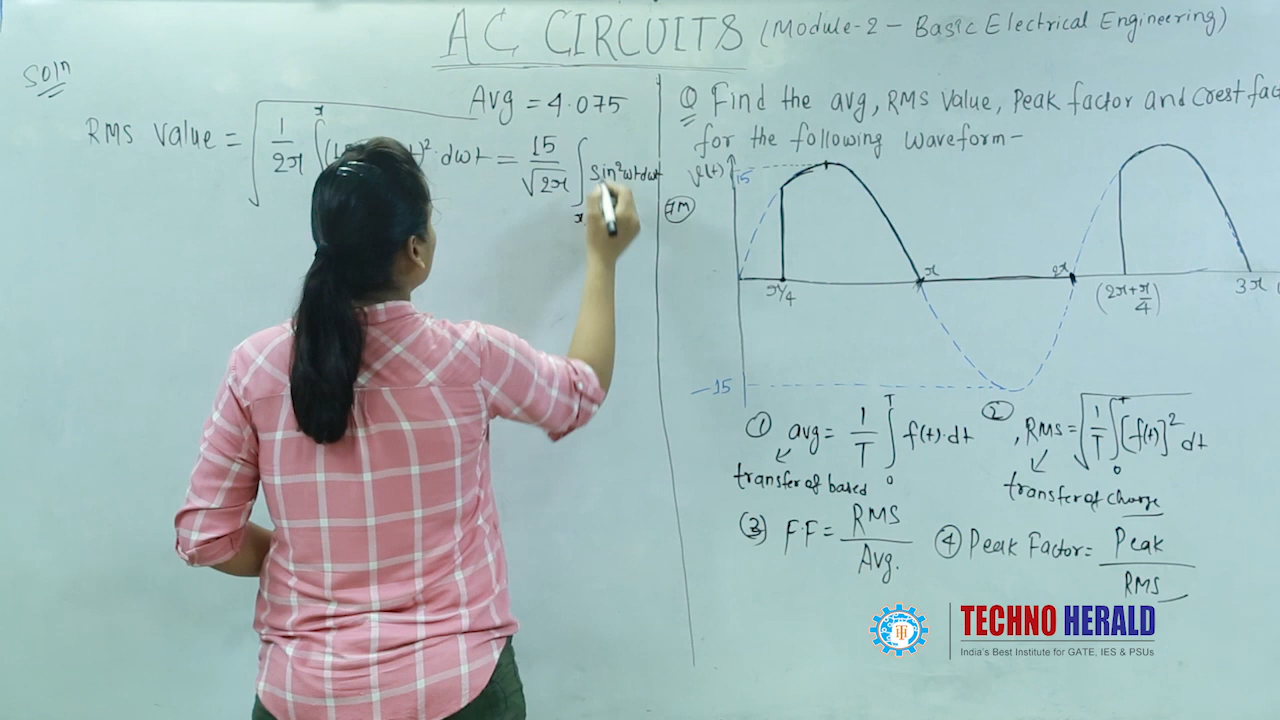 AC CIRCUITS (Module-2 – Basic Electrical Engineering)
Soln
Avg = 4.075
RMS Value = √ 1/2π ∫ π ( )² · dωt = 15/√2π ∫ π sin²ωt dωt
Q Find the avg, RMS Value, Peak factor and Crest fac
for the following Waveform –
v(t)
15
7M
π/4
π
2π
(2π + π/4)
3π
–15
① avg = 1/T ∫₀ᵀ f(t)·dt
transfer of based
② , RMS = √ 1/T ∫₀ᵀ [f(t)]² dt
transfer of charge
③ F·F = RMS/Avg.
④ Peak Factor = Peak/RMS
TECHNO HERALD
India's Best Institute for GATE, IES & PSUs